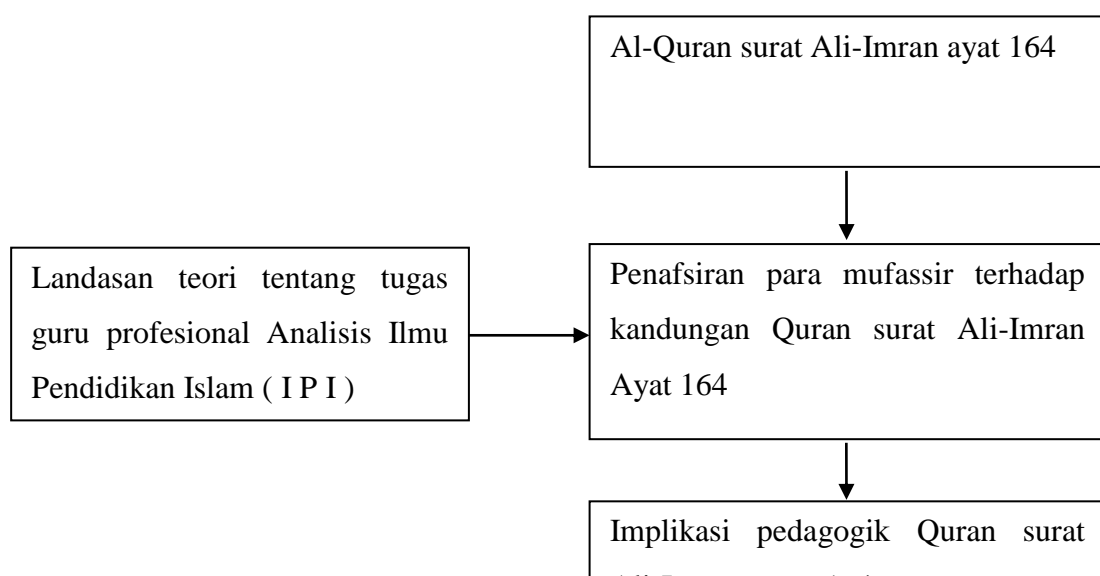 Al-Quran surat Ali-Imran ayat 164
Landasan teori tentang tugas
guru profesional Analisis Ilmu
Pendidikan Islam ( I P I )
Penafsiran para mufassir terhadap
kandungan Quran surat Ali-Imran
Ayat 164
Implikasi pedagogik Quran surat